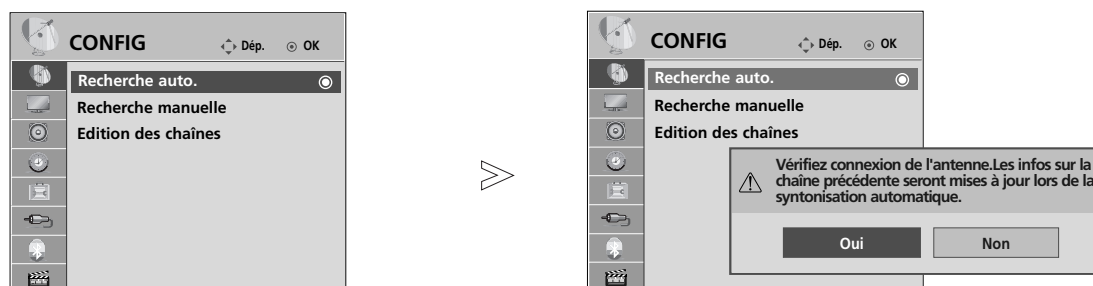 CONFIG Dép. OK
Recherche auto.
Recherche manuelle
Edition des chaînes
CONFIG Dép. OK
Recherche auto.
Recherche manuelle
Edition des chaînes
Vérifiez connexion de l'antenne.Les infos sur la
chaîne précédente seront mises à jour lors de la
syntonisation automatique.
Oui Non